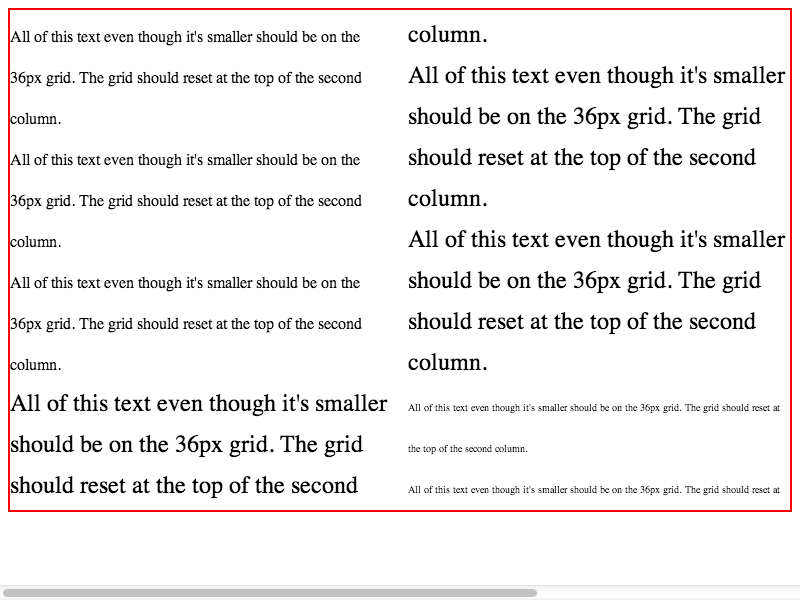 All of this text even though it's smaller should be on the
36px grid. The grid should reset at the top of the second
column.
All of this text even though it's smaller should be on the
36px grid. The grid should reset at the top of the second
column.
All of this text even though it's smaller should be on the
36px grid. The grid should reset at the top of the second
column.
All of this text even though it's smaller
should be on the 36px grid. The grid
should reset at the top of the second
column.
All of this text even though it's smaller
should be on the 36px grid. The grid
should reset at the top of the second
column.
All of this text even though it's smaller
should be on the 36px grid. The grid
should reset at the top of the second
column.
All of this text even though it's smaller should be on the 36px grid. The grid should reset at
the top of the second column.
All of this text even though it's smaller should be on the 36px grid. The grid should reset at